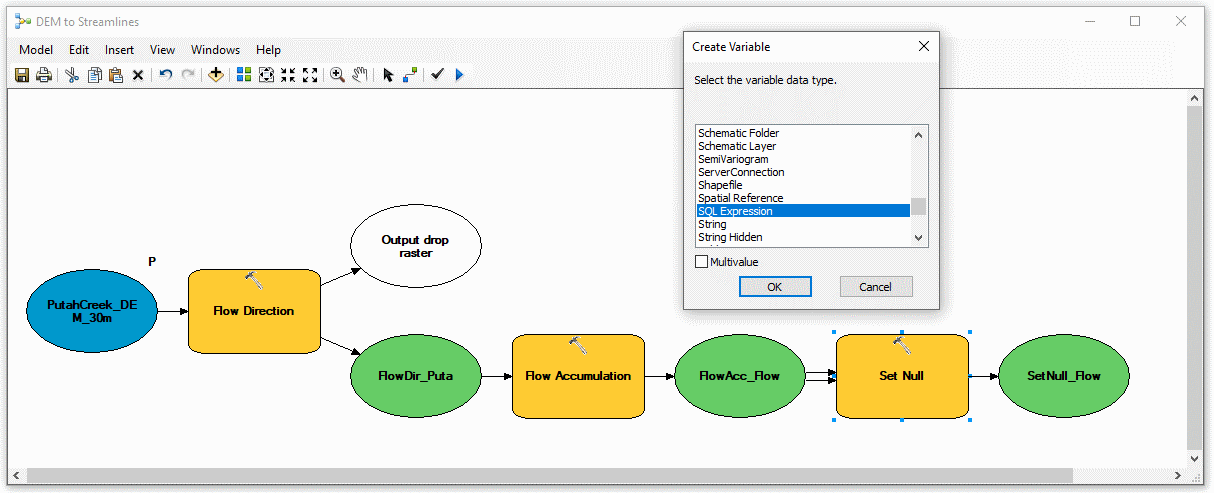 DEM to Streamlines
Model Edit Insert View Windows Help
Create Variable
Select the variable data type.
Schematic Folder
Schematic Layer
SemiVariogram
ServerConnection
Shapefile
Spatial Reference
SQL Expression
String
String Hidden
Multivalue
OK Cancel
P
PutahCreek_DE
M_30m
Flow Direction
Output drop
raster
FlowDir_Puta
Flow Accumulation
FlowAcc_Flow
Set Null
SetNull_Flow